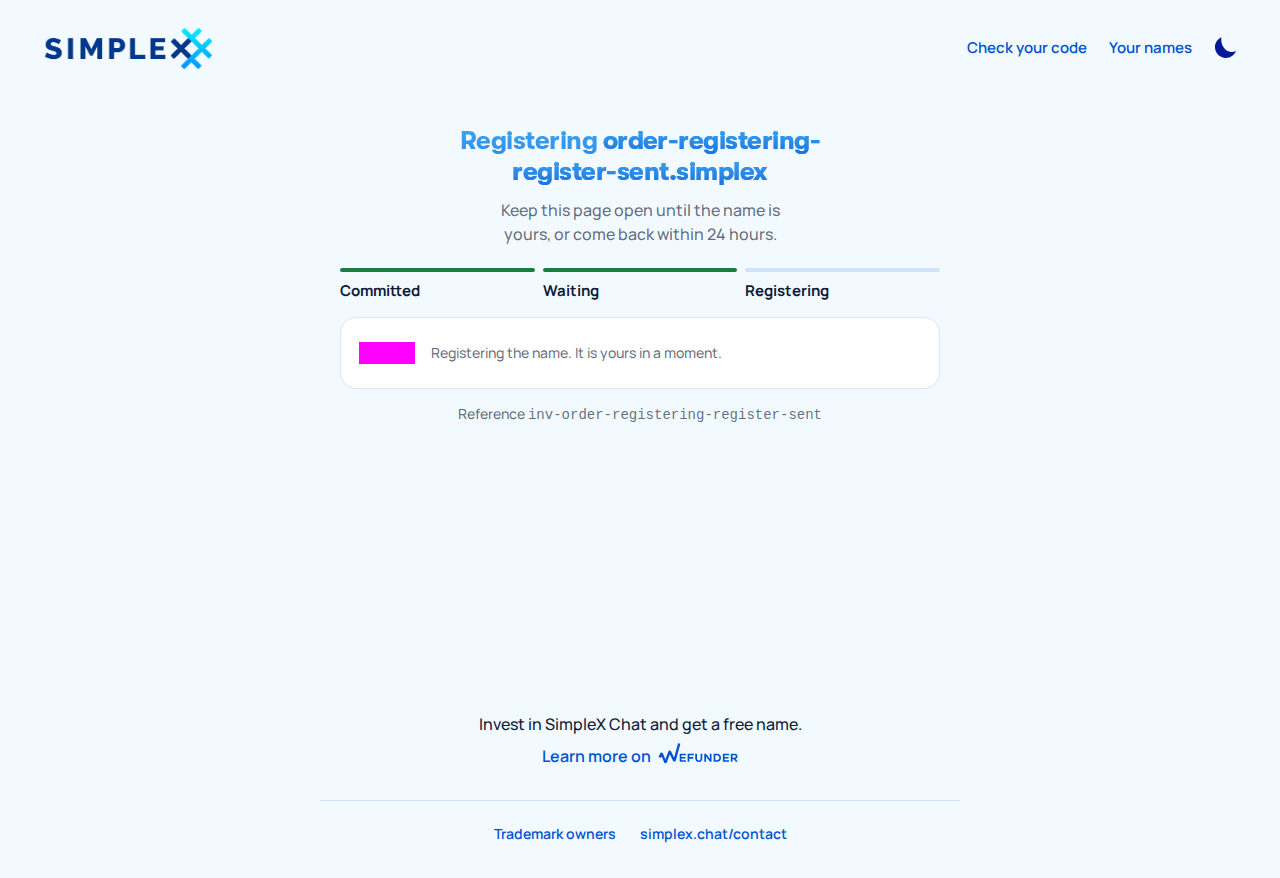 SIMPLEX
Check your code
Your names
Registering order-registering-
register-sent.simplex
Keep this page open until the name is
yours, or come back within 24 hours.
Committed
Waiting
Registering
Registering the name. It is yours in a moment.
Reference inv-order-registering-register-sent
Invest in SimpleX Chat and get a free name.
Learn more on WEFUNDER
Trademark owners
simplex.chat/contact